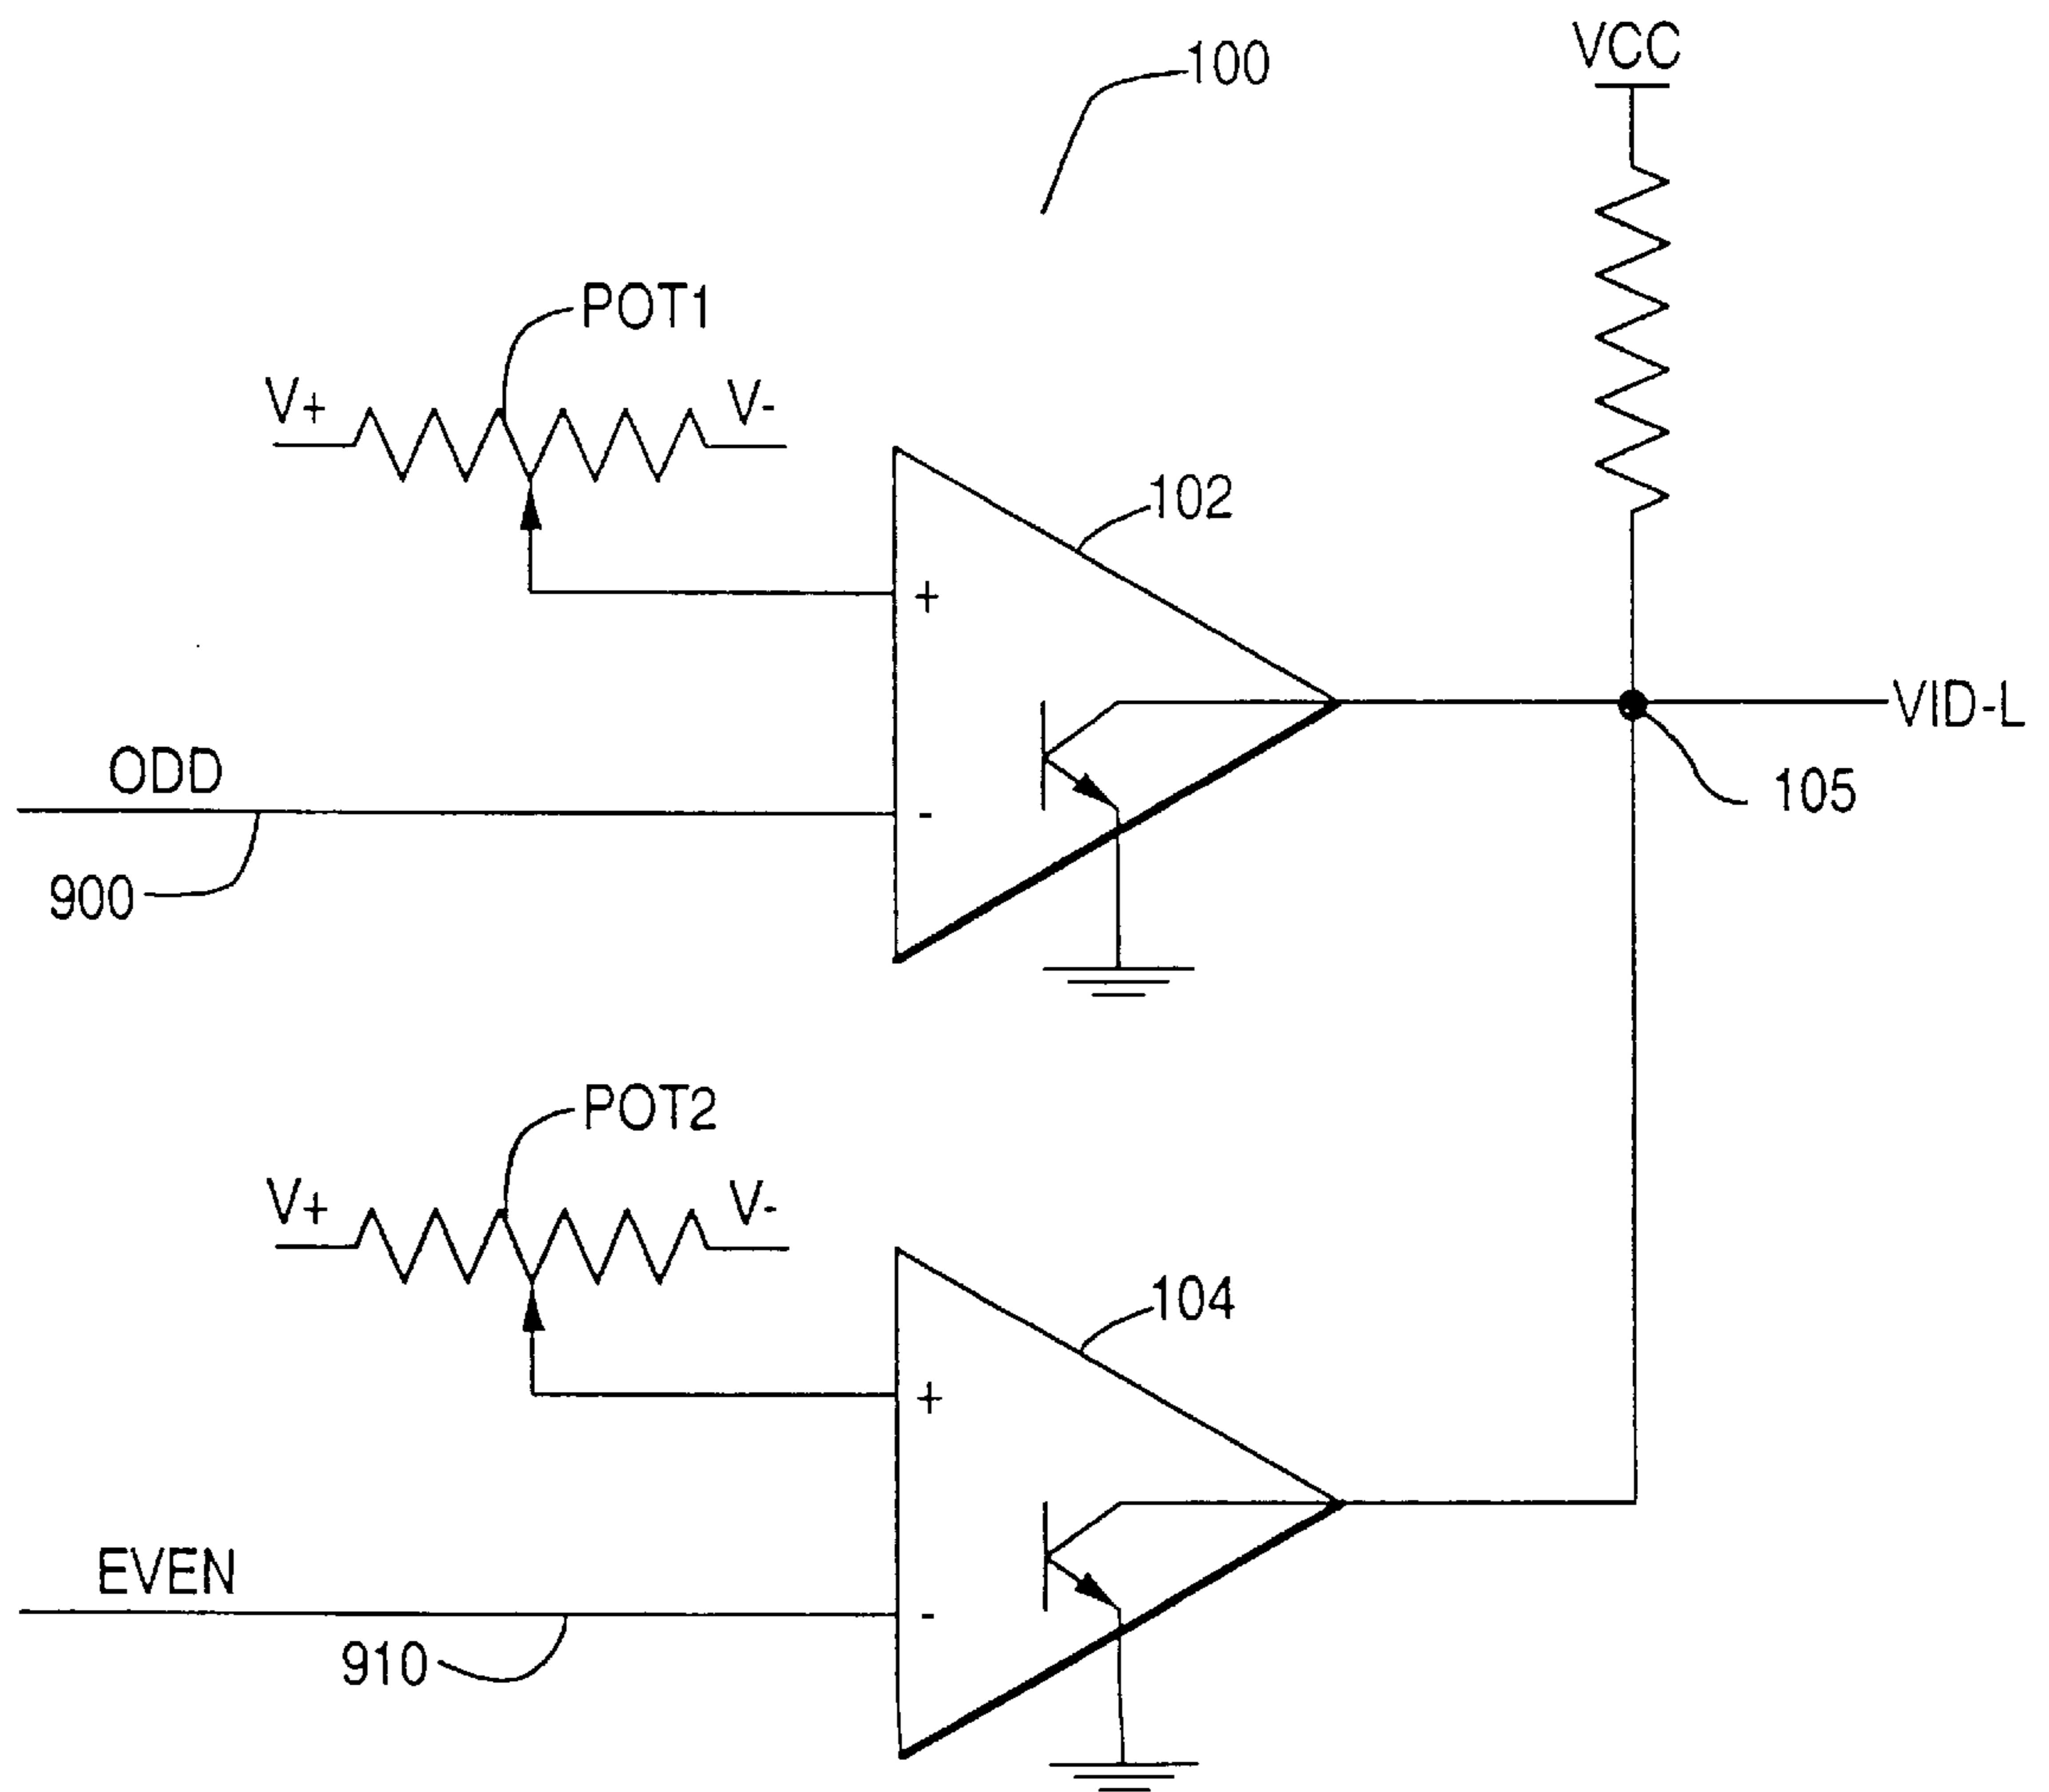 100
VCC
POT1
V+
V-
102
+
VID-L
ODD
-
105
900
POT2
V+
V-
104
+
EVEN
-
910